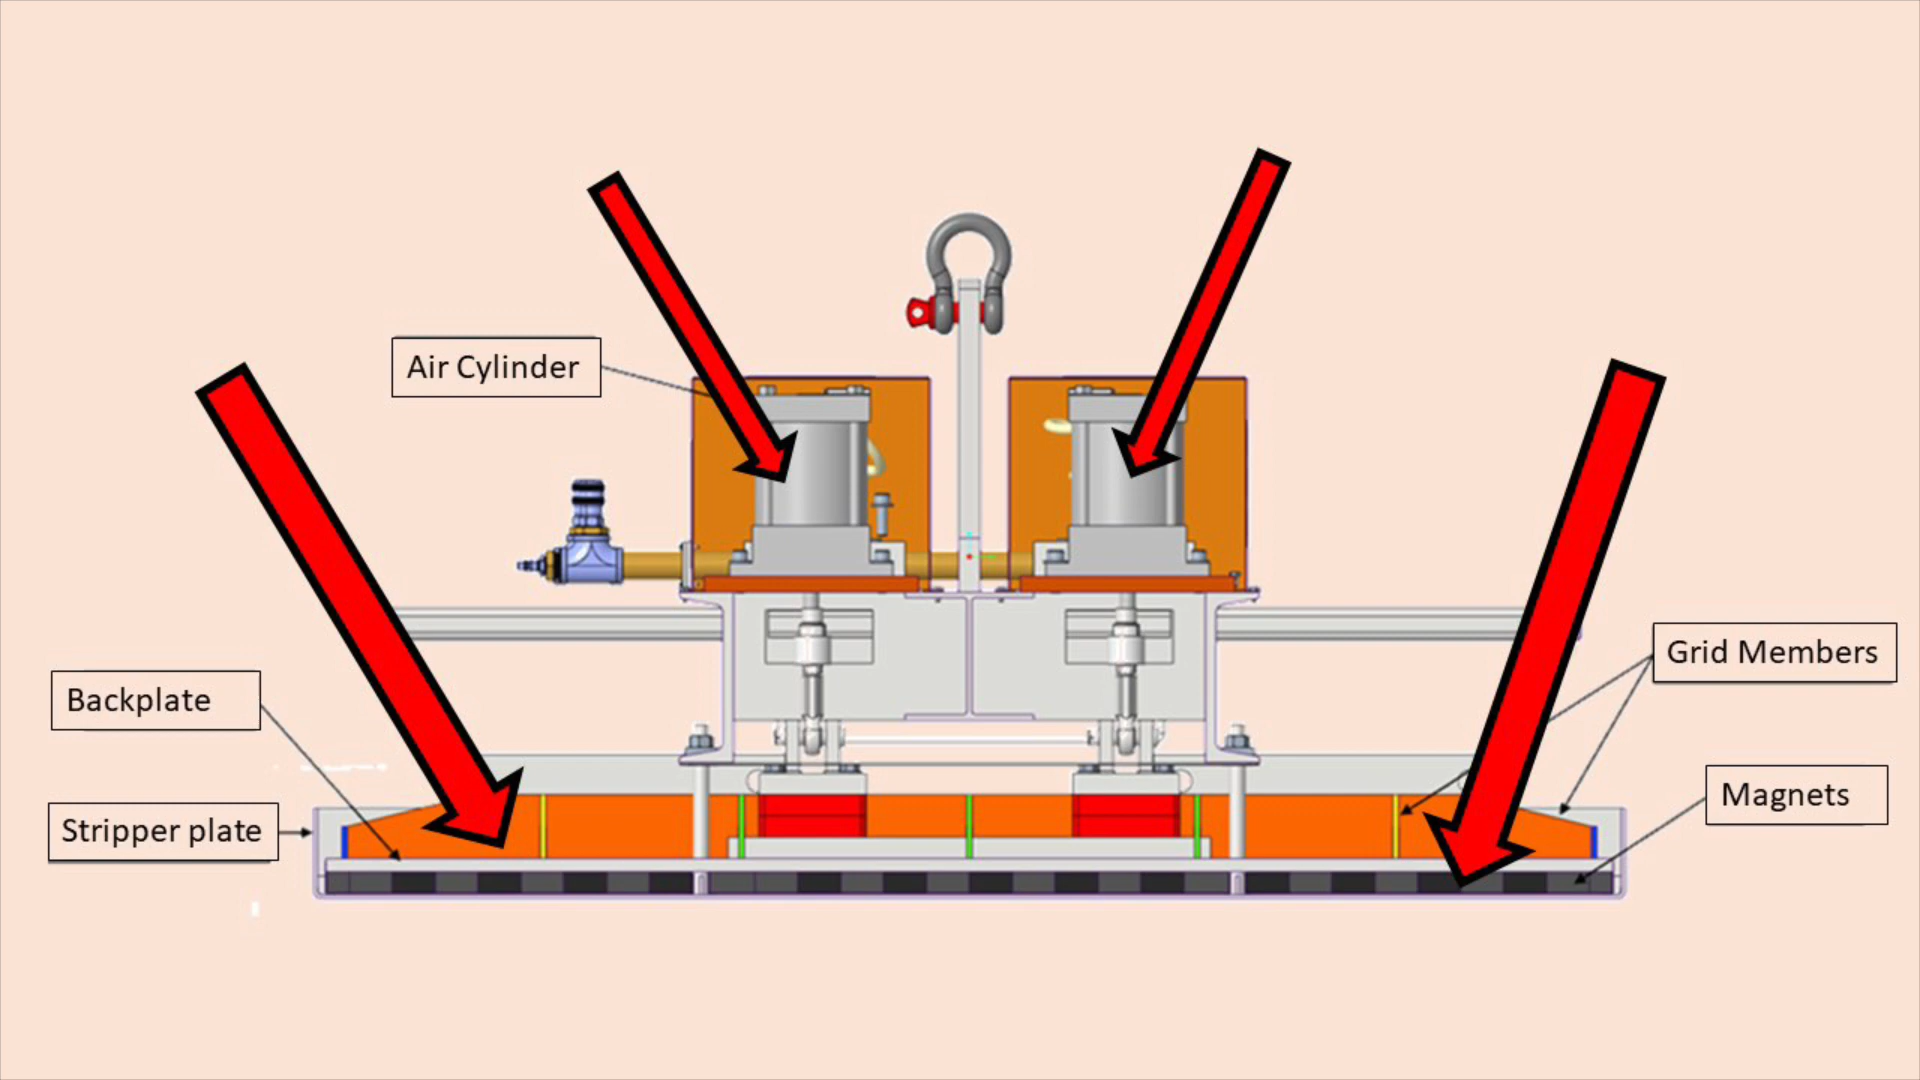 Air Cylinder
Grid Members
Backplate
Magnets
Stripper plate